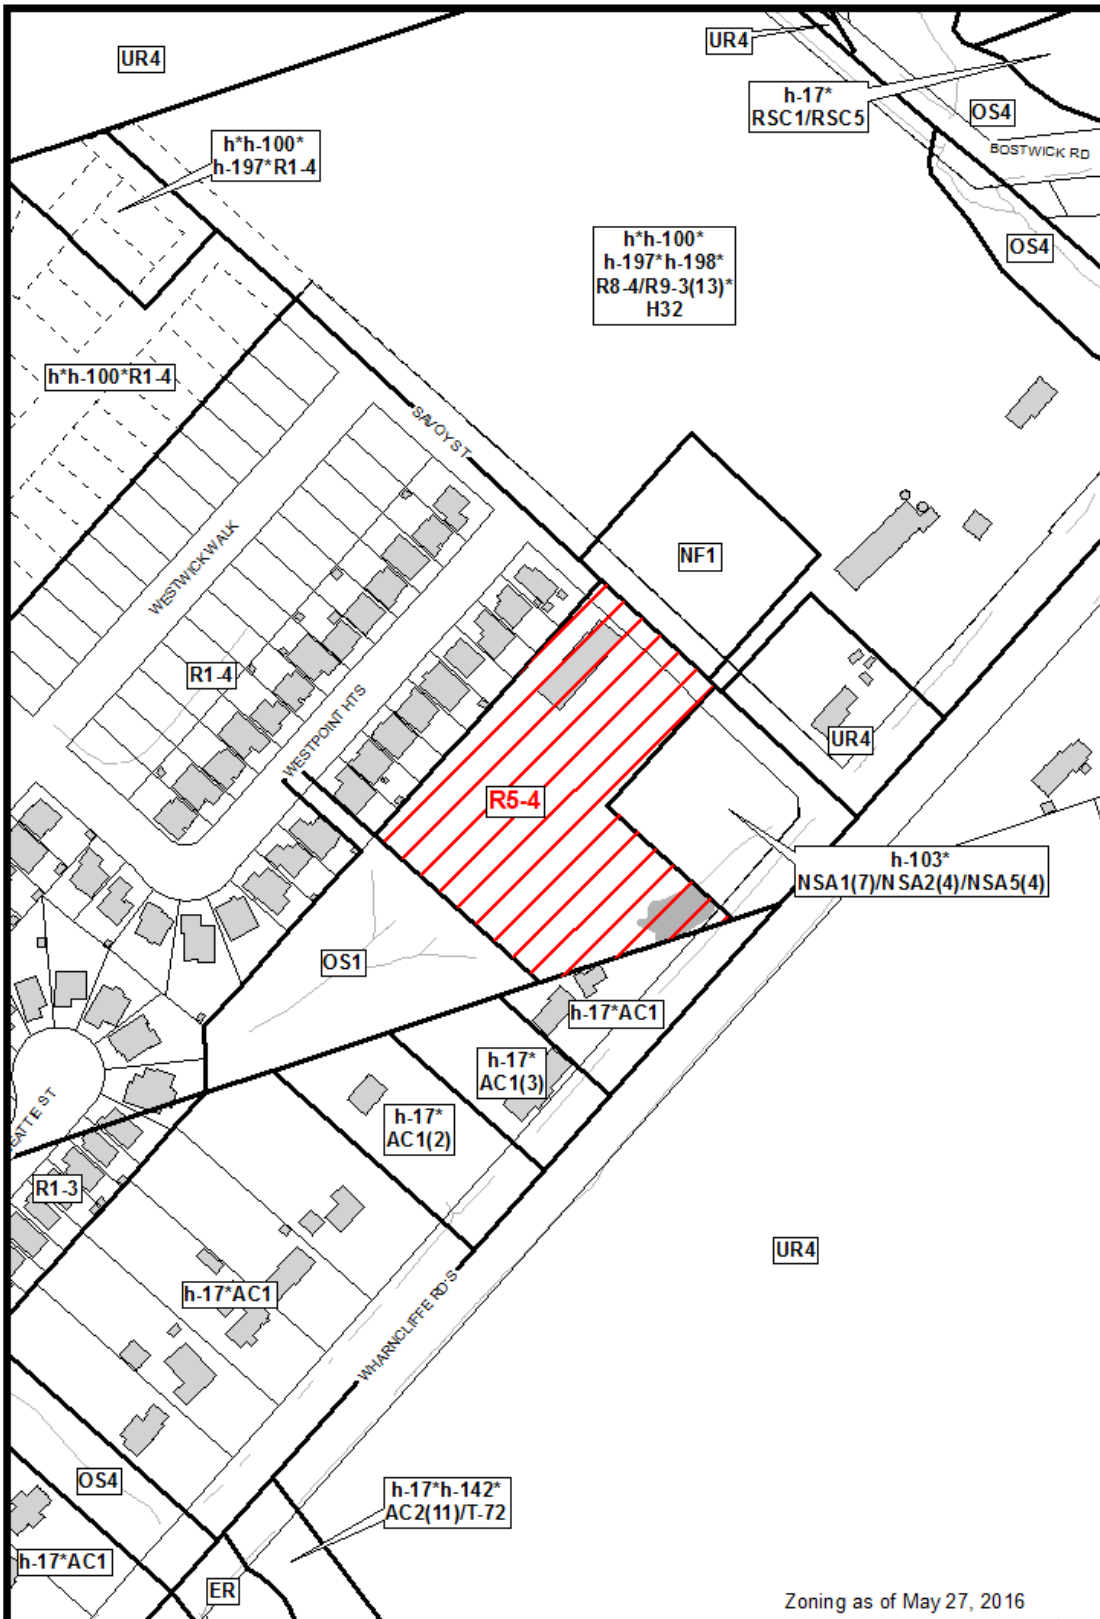 UR4
UR4
h-17*
RSC1/RSC5
OS4
BOSTWICK RD
h*h-100*
h-197*R1-4
OS4
h*h-100*
h-197*h-198*
R8-4/R9-3(13)*
H32
h*h-100*R1-4
SAVOY ST
WESTWICK WALK
NF1
R1-4
WESTPOINT HTS
UR4
R5-4
h-103*
NSA1(7)/NSA2(4)/NSA5(4)
OS1
h-17*AC1
h-17*
AC1(3)
h-17*
AC1(2)
EATTIE ST
R1-3
UR4
h-17*AC1
WHARNCLIFFE RD S
OS4
h-17*h-142*
AC2(11)/T-72
h-17*AC1
ER
Zoning as of May 27, 2016